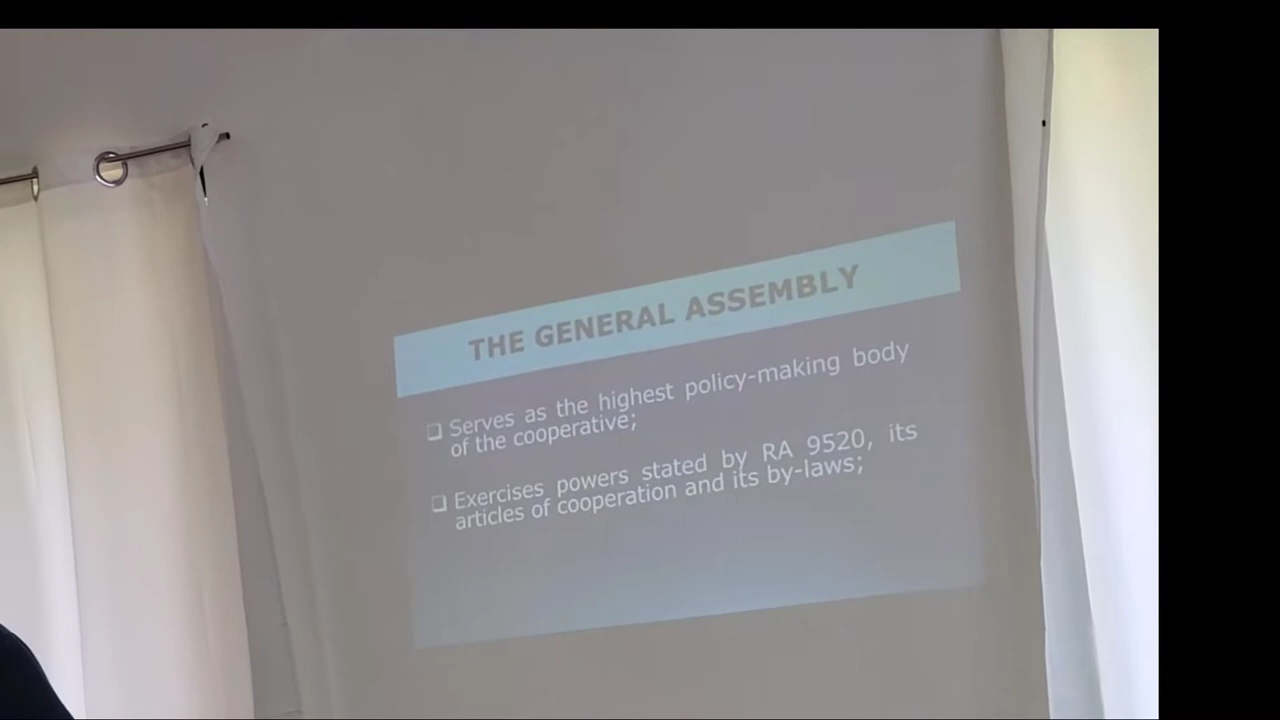 THE GENERAL ASSEMBLY
❑ Serves as the highest policy-making body
of the cooperative;
❑ Exercises powers stated by RA 9520, its
articles of cooperation and its by-laws;